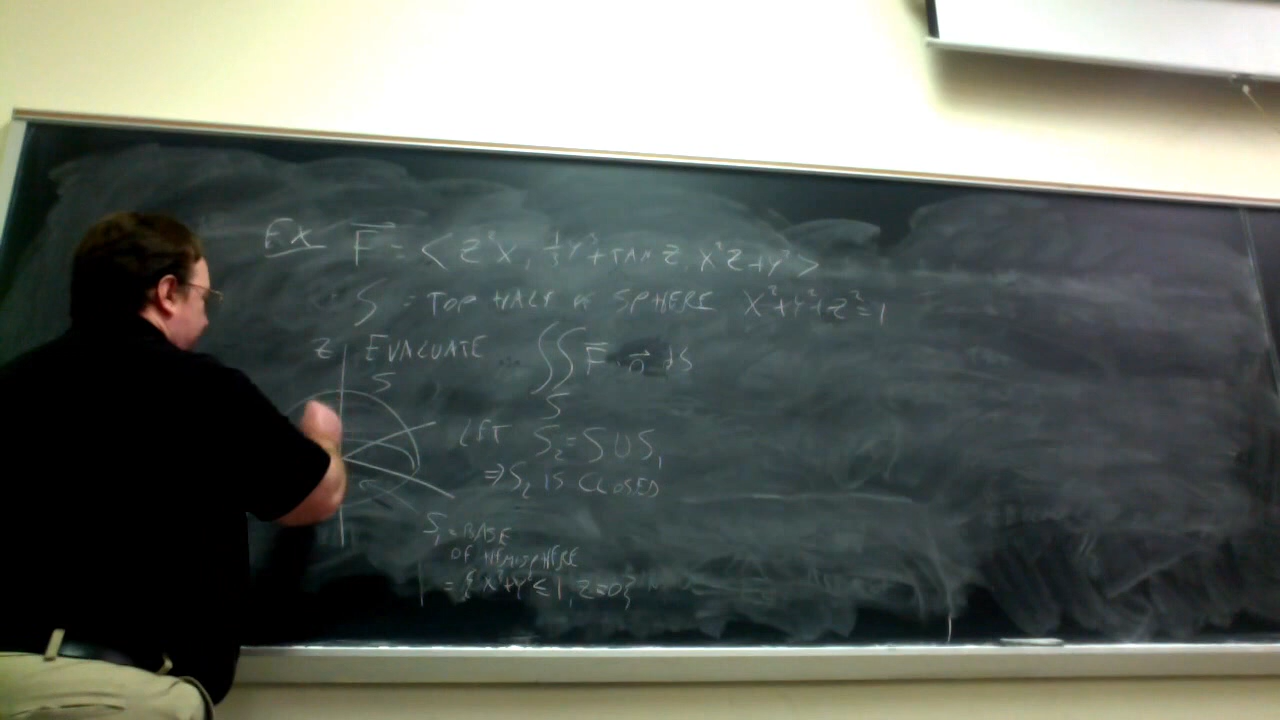 Ex F⃗ = < z²x, ⅓y³+TAN z, x²z+y² >
S = TOP HALF OF SPHERE x²+y²+z²=1
z EVALUATE ∬ F⃗·n⃗ dS
S S
LET S₂ = S ∪ S₁
⇒ S₂ IS CLOSED
S₁ = BASE
OF HEMISPHERE
= { x²+y² ≤ 1, z=0}